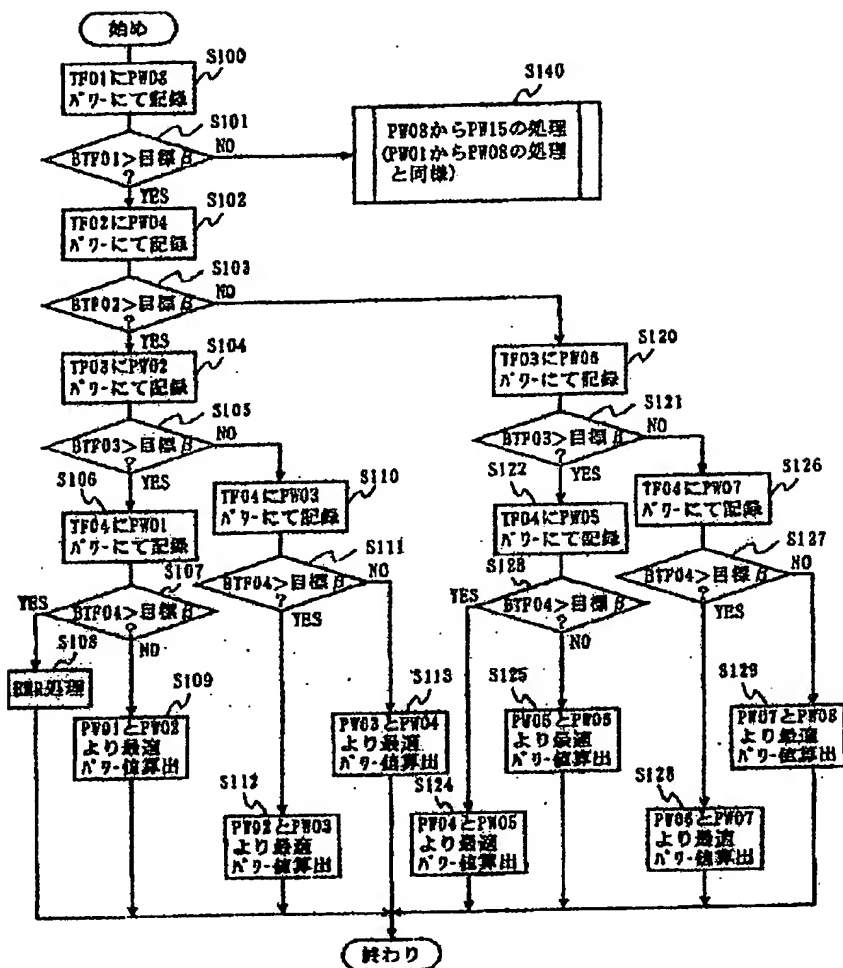 始め
S100
TF01にPW08
パワーにて記録
S101
BTF01>目標β
?
NO
YES
S140
PW08からPW15の処理
(PW01からPW08の処理
と同様)
S102
TF02にPW04
パワーにて記録
S103
BTF02>目標β
?
NO
YES
S104
TF03にPW02
パワーにて記録
S105
BTF03>目標β
?
NO
YES
S106
TF04にPW01
パワーにて記録
S107
BTF04>目標β
?
YES
NO
S108
ERR処理
S109
PW01とPW02
より最適
パワー値算出
S110
TF04にPW03
パワーにて記録
S111
BTF04>目標β
?
NO
YES
S112
PW02とPW03
より最適
パワー値算出
S113
PW03とPW04
より最適
パワー値算出
S120
TF03にPW06
パワーにて記録
S121
BTF03>目標β
?
NO
YES
S122
TF04にPW05
パワーにて記録
S123
BTF04>目標β
?
YES
NO
S124
PW04とPW05
より最適
パワー値算出
S125
PW05とPW06
より最適
パワー値算出
S126
TF04にPW07
パワーにて記録
S127
BTF04>目標β
?
NO
YES
S128
PW06とPW07
より最適
パワー値算出
S129
PW07とPW08
より最適
パワー値算出
終わり